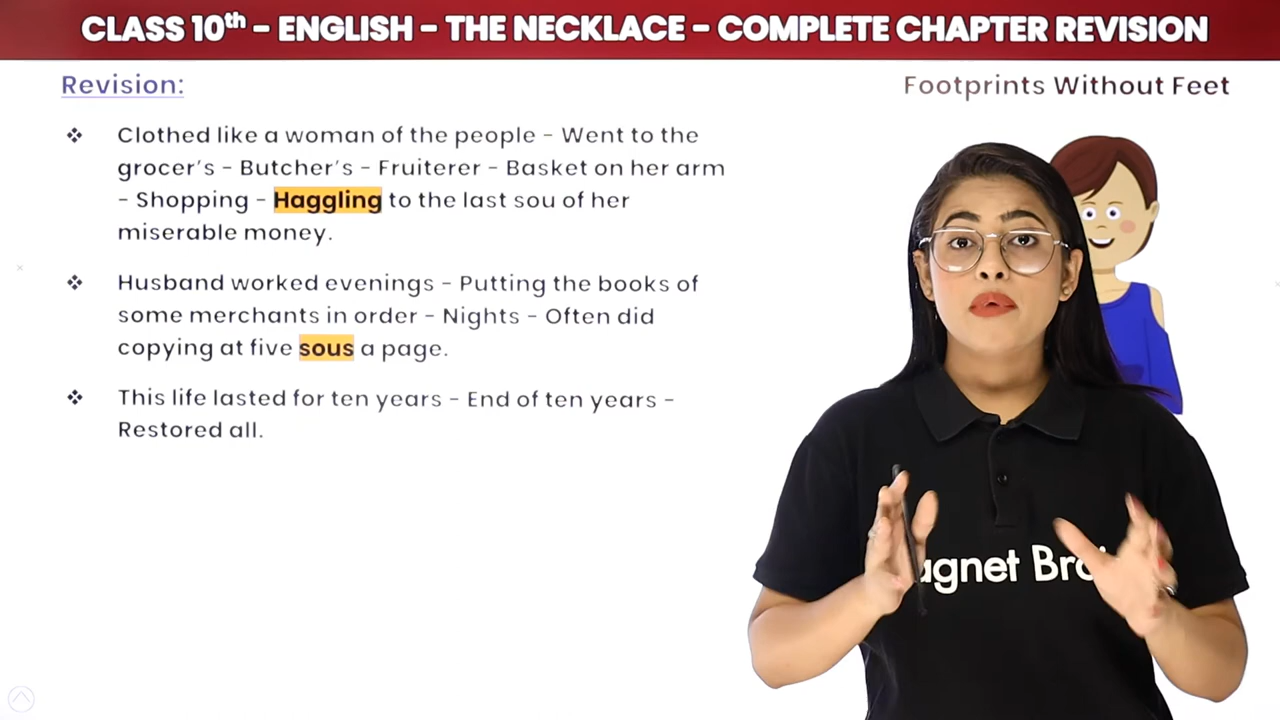 CLASS 10th - ENGLISH - THE NECKLACE - COMPLETE CHAPTER REVISION
Revision:
Footprints Without Feet
❖ Clothed like a woman of the people - Went to the
grocer's - Butcher's - Fruiterer - Basket on her arm
- Shopping - Haggling to the last sou of her
miserable money.
❖ Husband worked evenings - Putting the books of
some merchants in order - Nights - Often did
copying at five sous a page.
❖ This life lasted for ten years - End of ten years -
Restored all.
agnet Bra